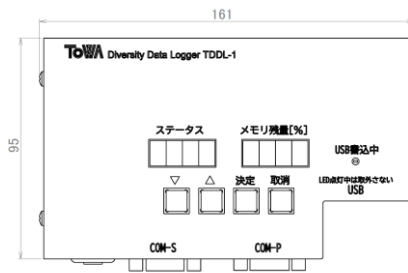 161
95
ToWA Diversity Data Logger TDDL-1
ステータス メモリ残量[%]
USB書込中
▽ △ 決定 取消
LED点灯中は取外さない
USB
COM-S COM-P